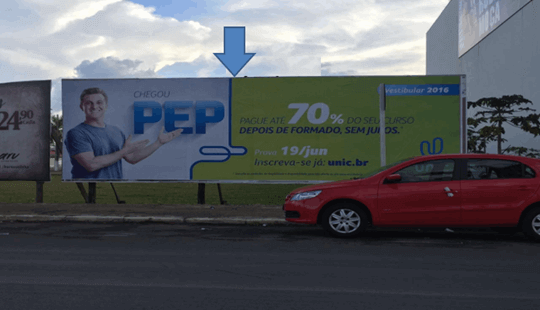 24,90
CHEGOU
PEP
PAGUE ATÉ 70% DO SEU CURSO
DEPOIS DE FORMADO, SEM JUROS.*
Prova 19/jun
Inscreva-se já: unic.br
Vestibular 2016